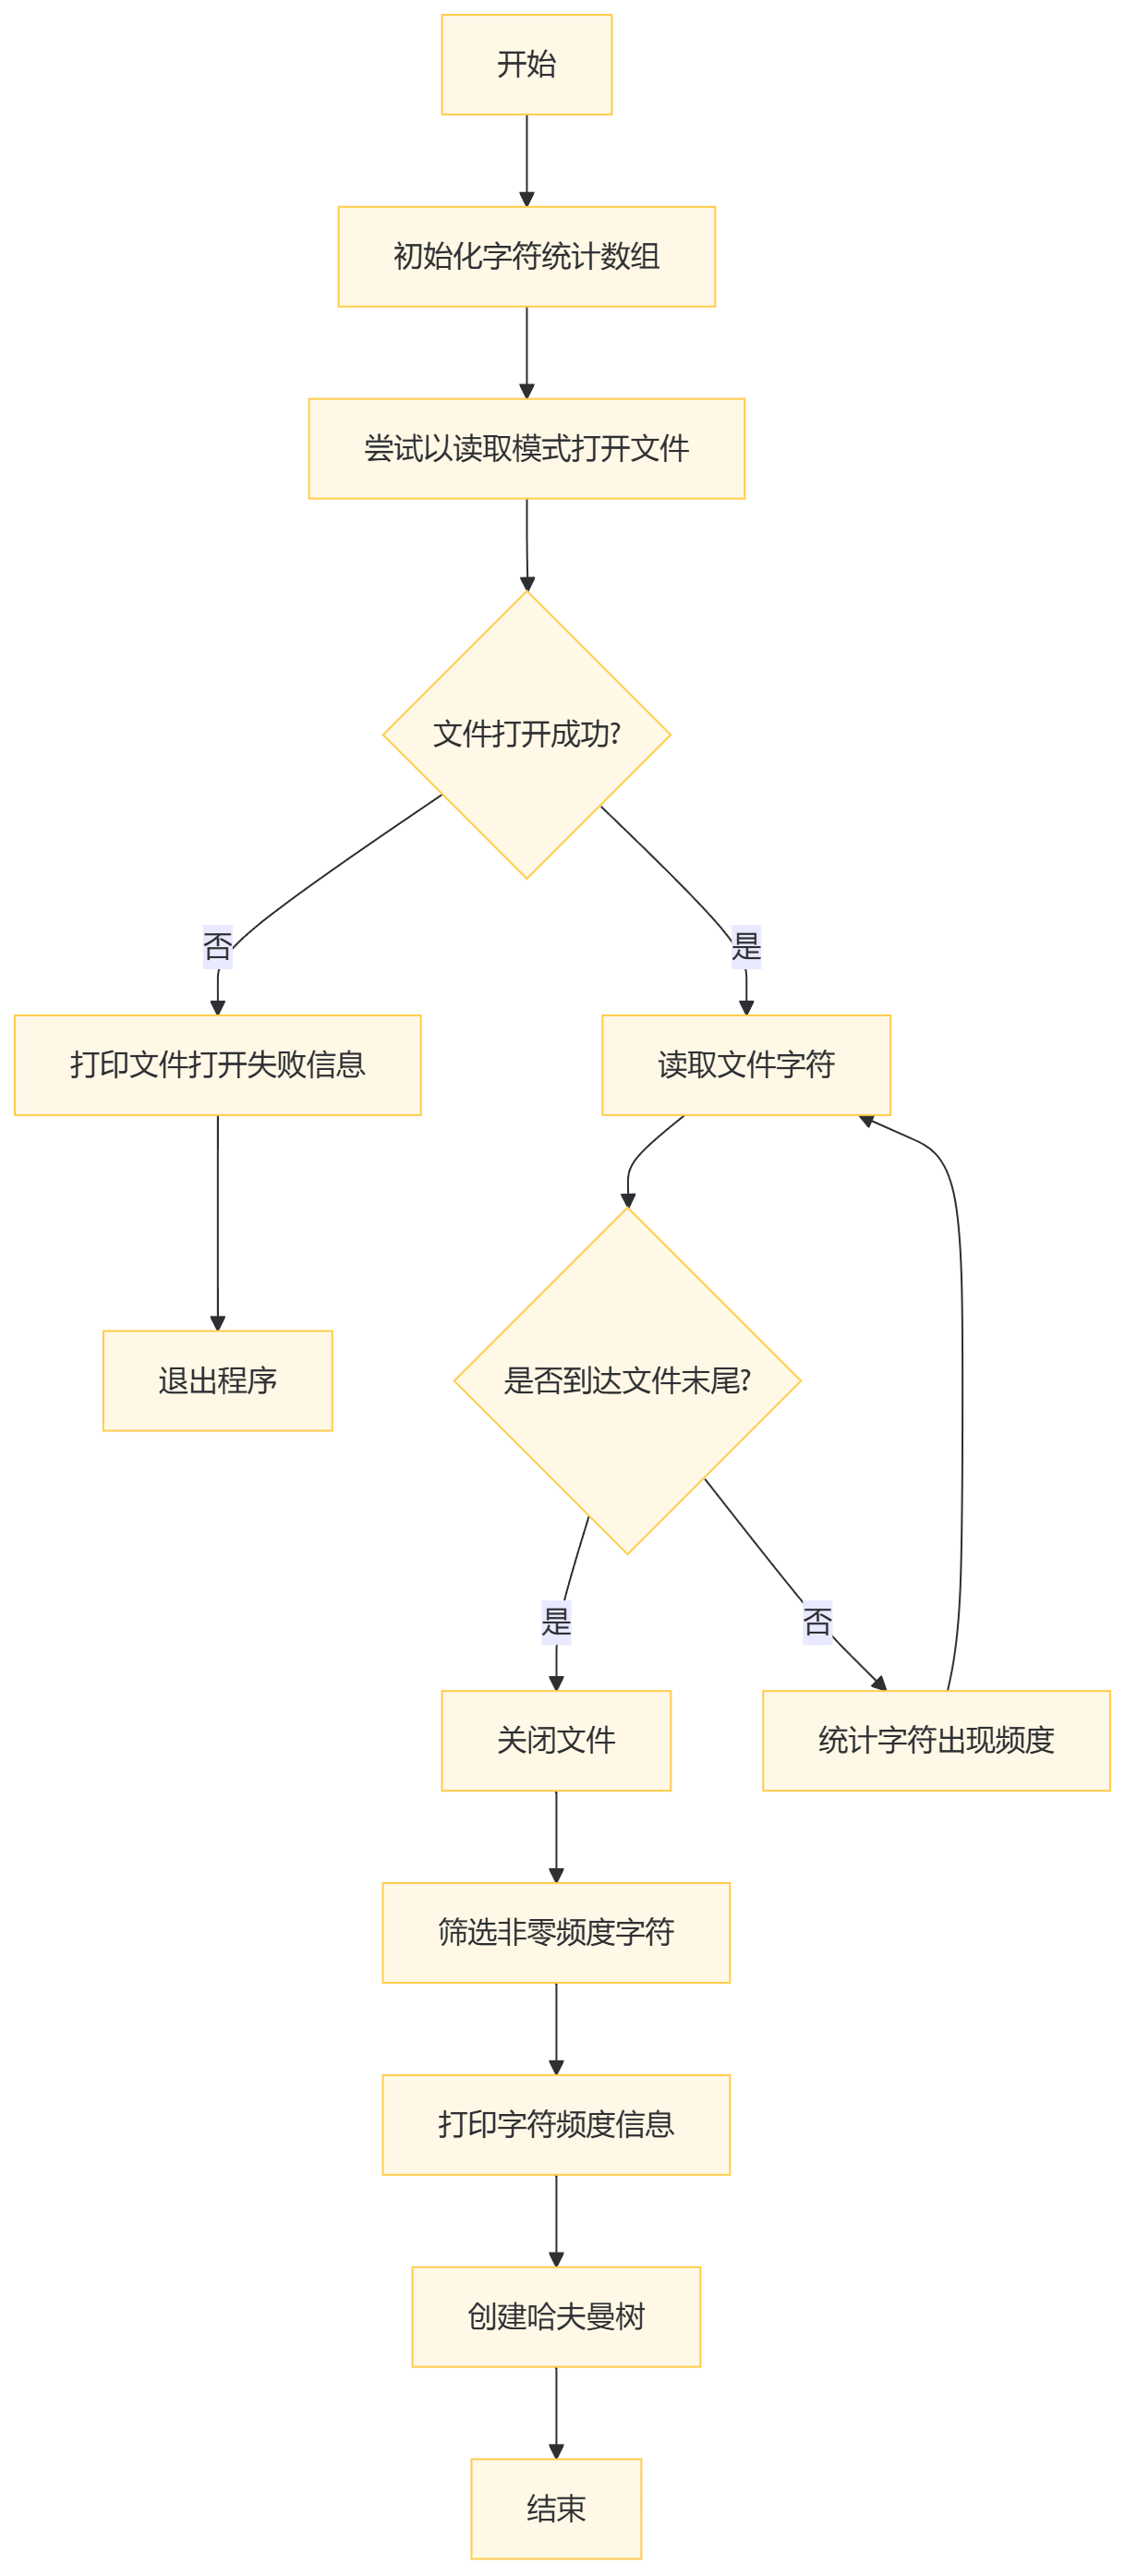 开始
初始化字符统计数组
尝试以读取模式打开文件
文件打开成功?
否
是
打印文件打开失败信息
读取文件字符
退出程序
是否到达文件末尾?
是
否
关闭文件
统计字符出现频度
筛选非零频度字符
打印字符频度信息
创建哈夫曼树
结束